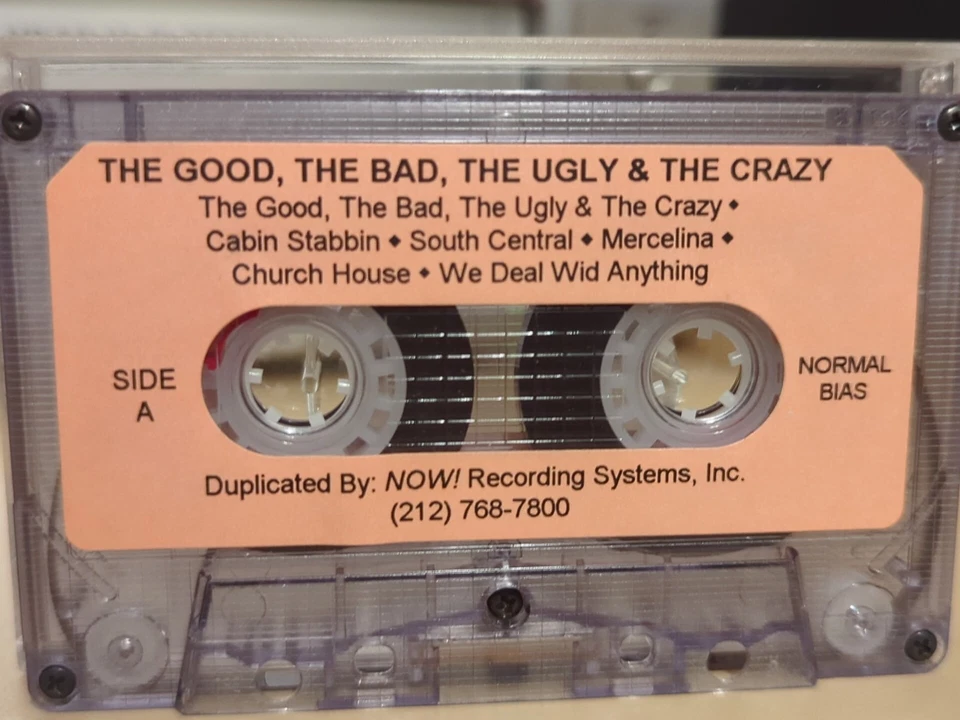 THE GOOD, THE BAD, THE UGLY & THE CRAZY
The Good, The Bad, The Ugly & The Crazy ◆
Cabin Stabbin ◆ South Central ◆ Mercelina ◆
Church House ◆ We Deal Wid Anything
SIDE
A
NORMAL
BIAS
Duplicated By: NOW! Recording Systems, Inc.
(212) 768-7800